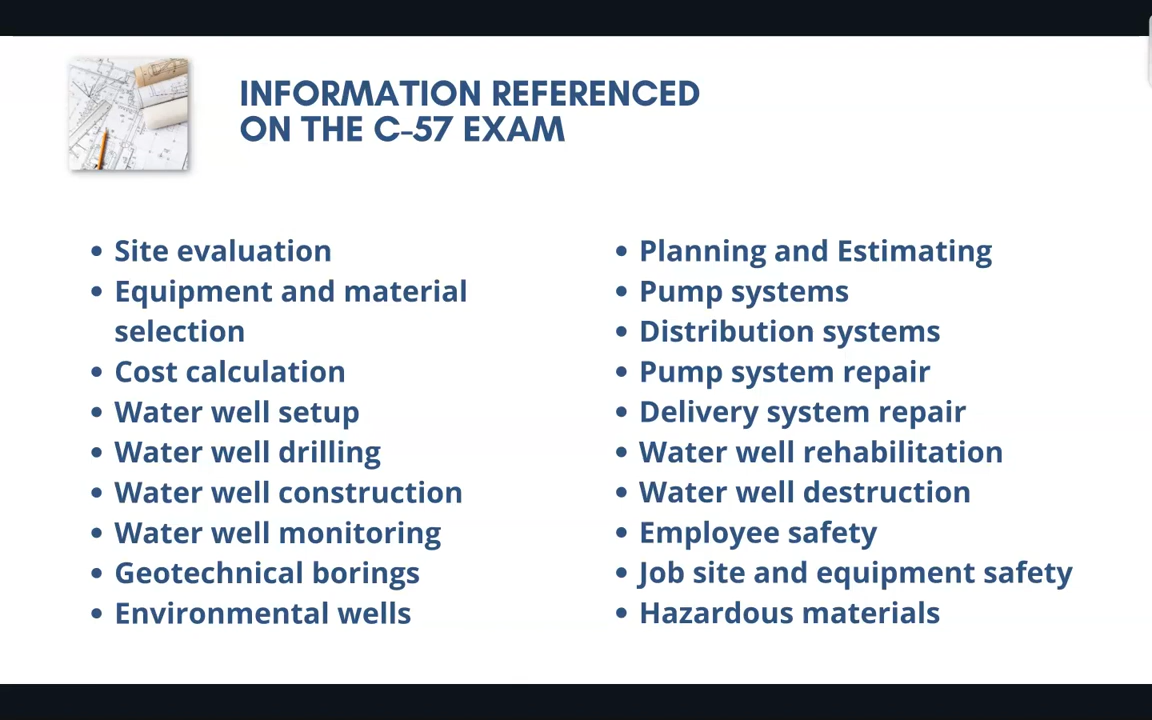 INFORMATION REFERENCED
ON THE C-57 EXAM
• Site evaluation
• Equipment and material
selection
• Cost calculation
• Water well setup
• Water well drilling
• Water well construction
• Water well monitoring
• Geotechnical borings
• Environmental wells
• Planning and Estimating
• Pump systems
• Distribution systems
• Pump system repair
• Delivery system repair
• Water well rehabilitation
• Water well destruction
• Employee safety
• Job site and equipment safety
• Hazardous materials